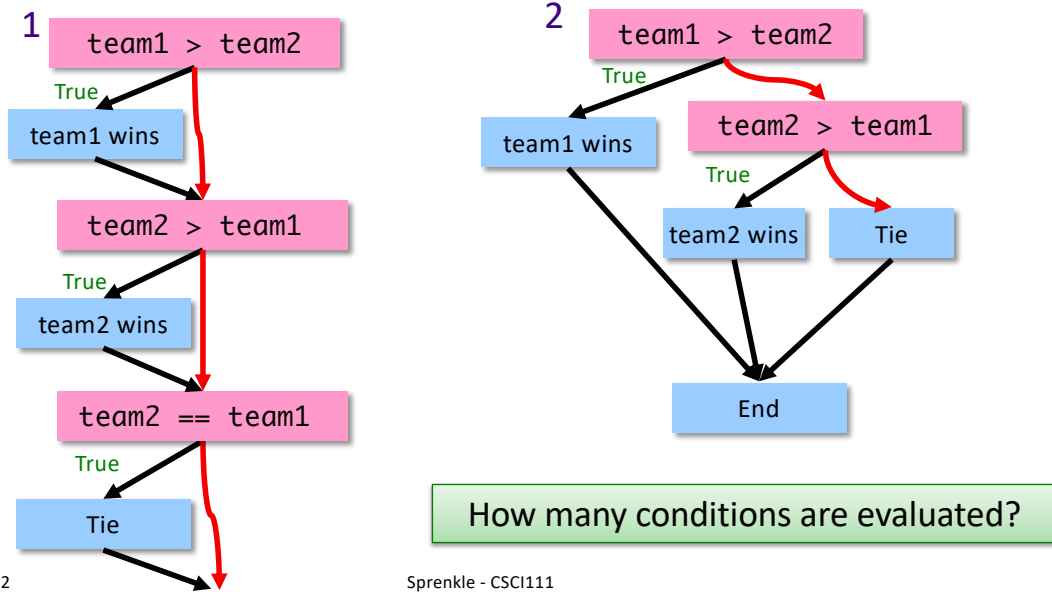 1
team1 > team2
True
team1 wins
team2 > team1
True
team2 wins
team2 == team1
True
Tie
2
team1 > team2
True
team1 wins
team2 > team1
True
team2 wins
Tie
End
How many conditions are evaluated?
2
Sprenkle - CSCI111